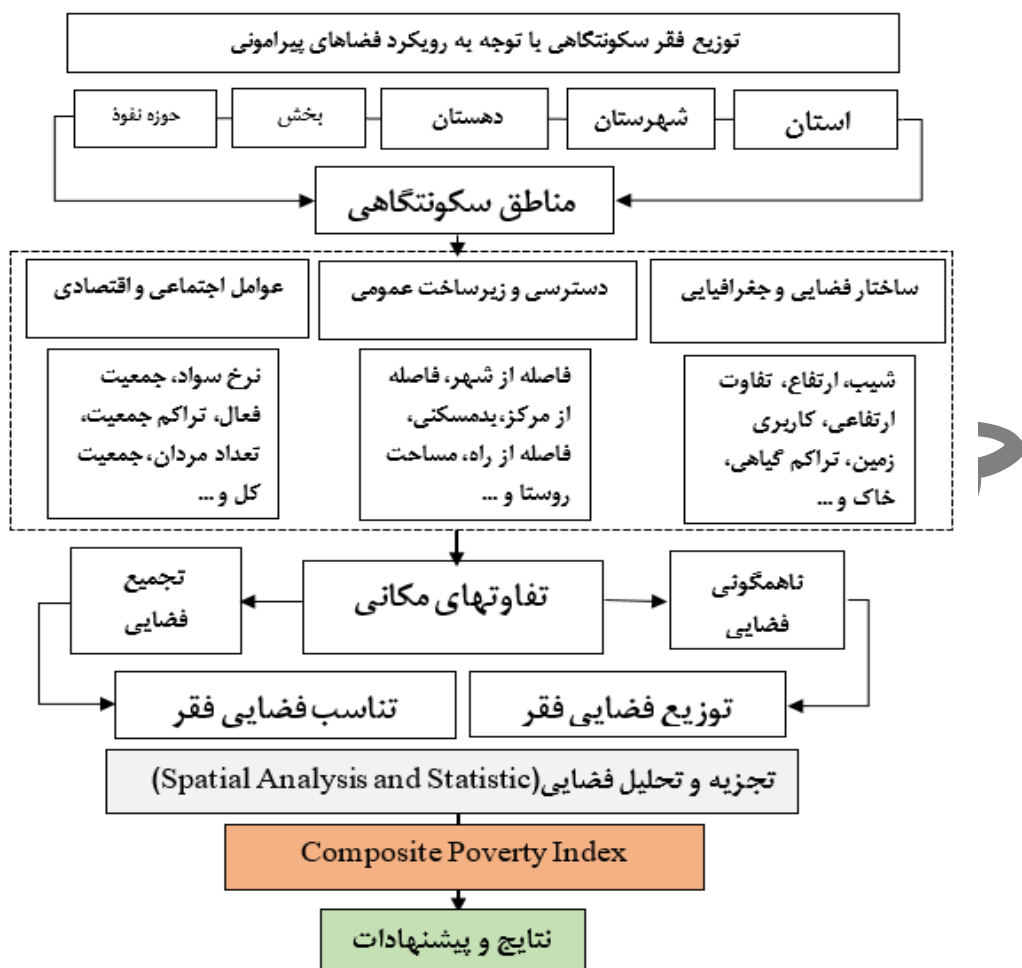 توزیع فقر سکونتگاهی با توجه به رویکرد فضاهای پیرامونی
استان
شهرستان
دهستان
بخش
حوزه نفوذ
مناطق سکونتگاهی
ساختار فضایی و جغرافیایی
دسترسی و زیرساخت عمومی
عوامل اجتماعی و اقتصادی
شیب، ارتفاع، تفاوت
ارتفاعی، کاربری
زمین، تراکم گیاهی،
خاک و ...
فاصله از شهر، فاصله
از مرکز، بدمسکنی،
فاصله از راه، مساحت
روستا و ...
نرخ سواد، جمعیت
فعال، تراکم جمعیت،
تعداد مردان، جمعیت
کل و ...
ناهمگونی
فضایی
تفاوتهای مکانی
تجمیع
فضایی
توزیع فضایی فقر
تناسب فضایی فقر
تجزیه و تحلیل فضایی(Spatial Analysis and Statistic)
Composite Poverty Index
نتایج و پیشنهادات